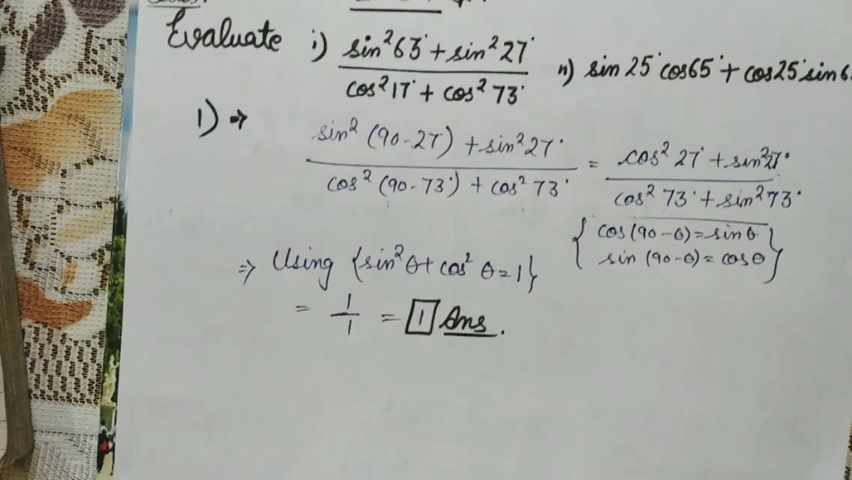 Evaluate i) sin²63° + sin²27° / cos²17° + cos²73° ii) sin 25° cos65° + cos25° sin 6
1) ⇒ sin² (90-27°) + sin²27° / cos² (90-73°) + cos² 73° = cos² 27° + sin²27° / cos² 73° + sin²73°
{ cos (90-θ) = sin θ
sin (90-θ) = cos θ }
⇒ Using {sin² θ + cos² θ = 1}
= 1/1 = 1 Ans.